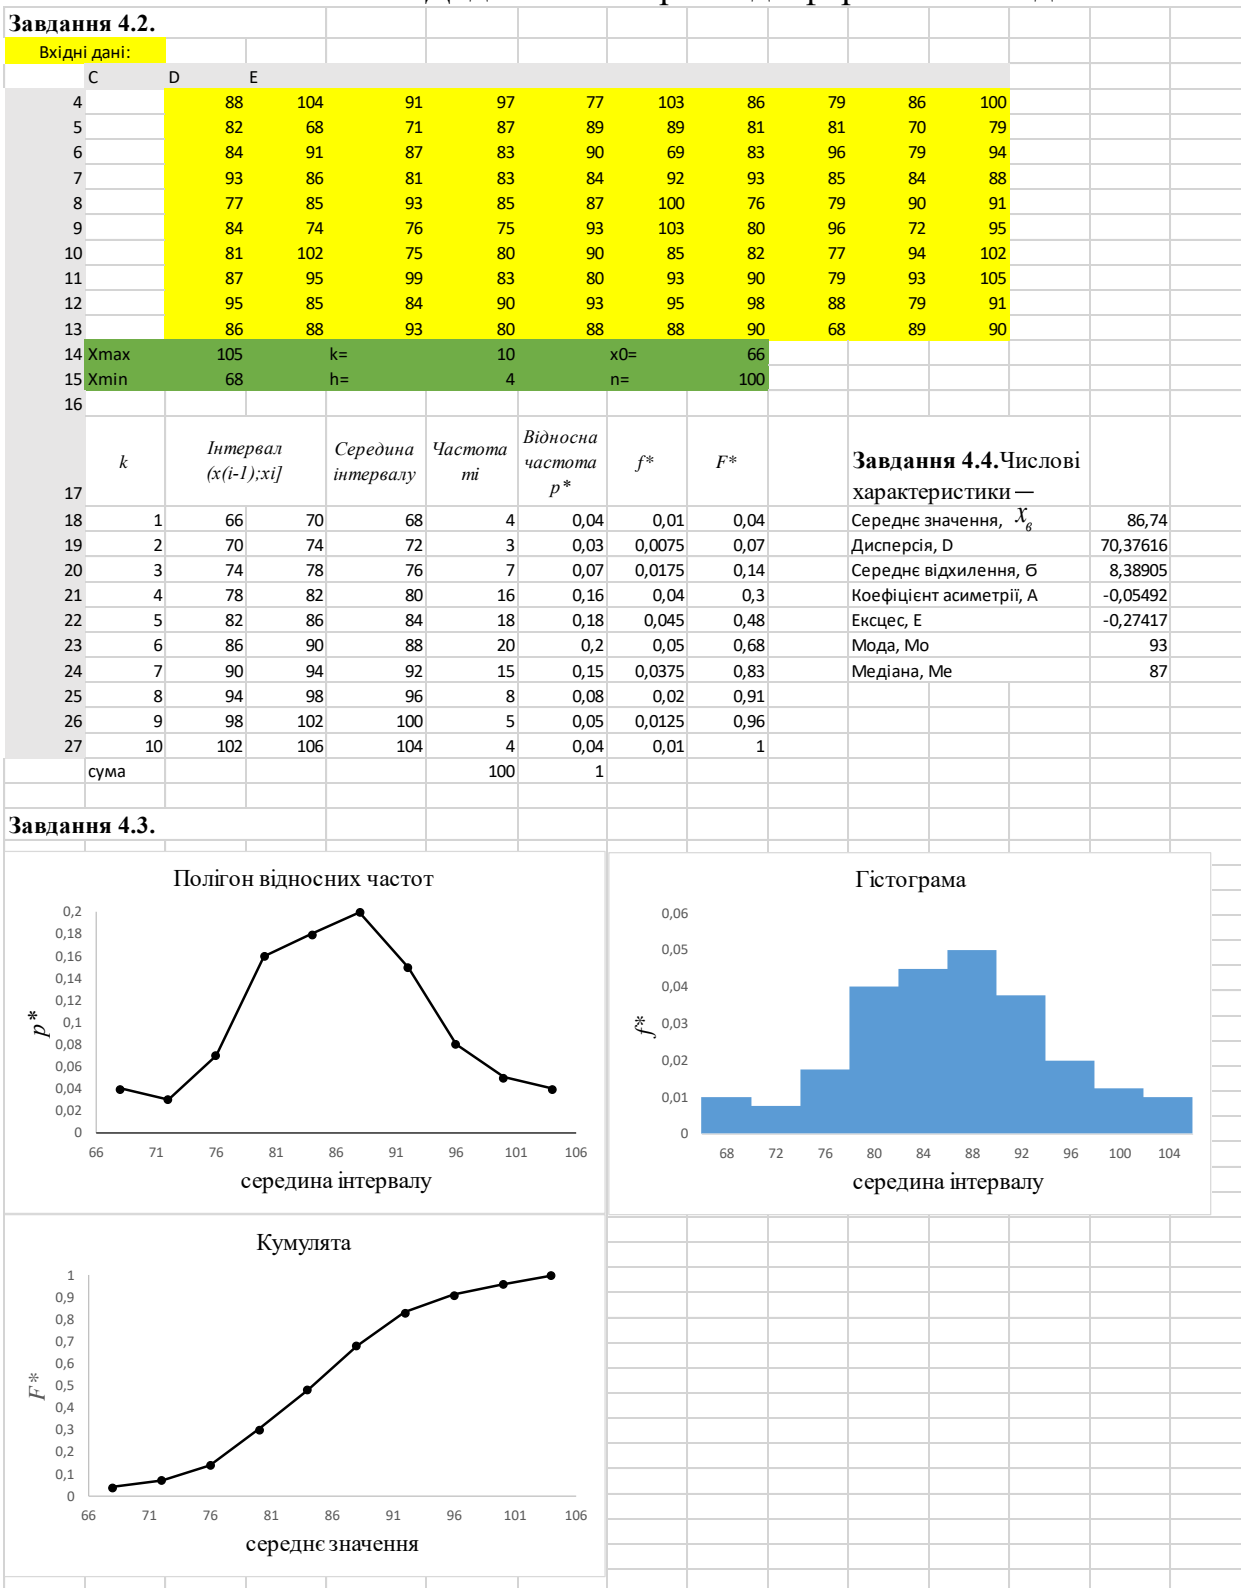 Завдання 4.2.
Вхідні дані:
C D E
4 88 104 91 97 77 103 86 79 86 100
5 82 68 71 87 89 89 81 81 70 79
6 84 91 87 83 90 69 83 96 79 94
7 93 86 81 83 84 92 93 85 84 88
8 77 85 93 85 87 100 76 79 90 91
9 84 74 76 75 93 103 80 96 72 95
10 81 102 75 80 90 85 82 77 94 102
11 87 95 99 83 80 93 90 79 93 105
12 95 85 84 90 93 95 98 88 79 91
13 86 88 93 80 88 88 90 68 89 90
14 Xmax 105 k= 10 x0= 66
15 Xmin 68 h= 4 n= 100
16
17 k Інтервал (x(i-1);xi] Середина інтервалу Частота mi Відносна частота p* f* F*
18 1 66 70 68 4 0,04 0,01 0,04
19 2 70 74 72 3 0,03 0,0075 0,07
20 3 74 78 76 7 0,07 0,0175 0,14
21 4 78 82 80 16 0,16 0,04 0,3
22 5 82 86 84 18 0,18 0,045 0,48
23 6 86 90 88 20 0,2 0,05 0,68
24 7 90 94 92 15 0,15 0,0375 0,83
25 8 94 98 96 8 0,08 0,02 0,91
26 9 98 102 100 5 0,05 0,0125 0,96
27 10 102 106 104 4 0,04 0,01 1
сума 100 1
Завдання 4.4.Числові
характеристики
Середнє значення, x̅в 86,74
Дисперсія, D 70,37616
Середнє відхилення, б 8,38905
Коефіцієнт асиметрії, А -0,05492
Ексцес, Е -0,27417
Мода, Мо 93
Медіана, Ме 87
Завдання 4.3.
Полігон відносних частот
0,2
0,18
0,16
0,14
0,12
0,1
0,08
0,06
0,04
0,02
0
p*
66 71 76 81 86 91 96 101 106
середина інтервалу
Гістограма
0,06
0,05
0,04
0,03
0,02
0,01
0
f*
68 72 76 80 84 88 92 96 100 104
середина інтервалу
Кумулята
1
0,9
0,8
0,7
0,6
0,5
0,4
0,3
0,2
0,1
0
F*
66 71 76 81 86 91 96 101 106
середнє значення